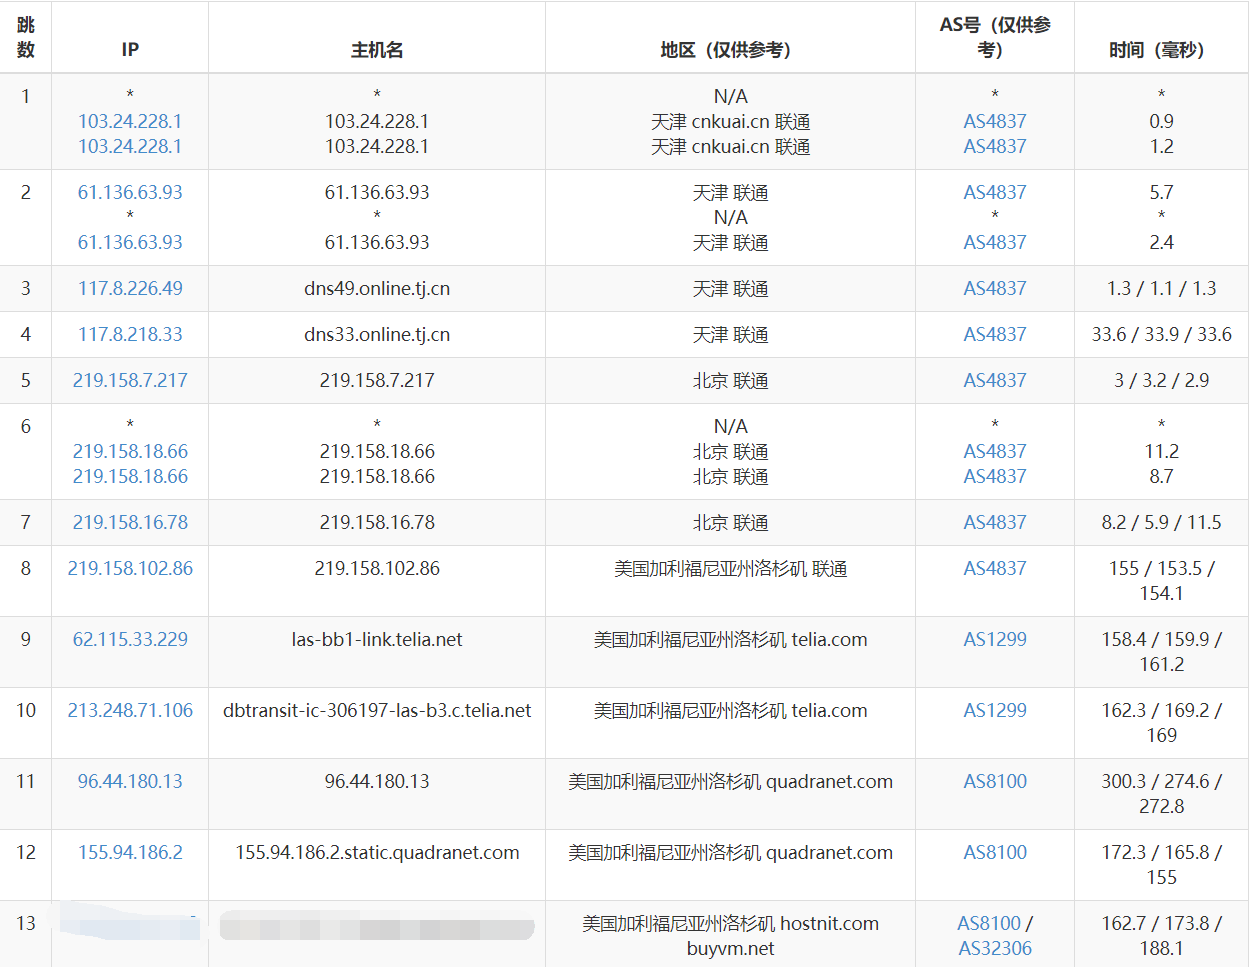 跳数 IP 主机名 地区（仅供参考） AS号（仅供参考） 时间（毫秒）
1 * * N/A * *
103.24.228.1 103.24.228.1 天津 cnkuai.cn 联通 AS4837 0.9
103.24.228.1 103.24.228.1 天津 cnkuai.cn 联通 AS4837 1.2
2 61.136.63.93 61.136.63.93 天津 联通 AS4837 5.7
* * N/A * *
61.136.63.93 61.136.63.93 天津 联通 AS4837 2.4
3 117.8.226.49 dns49.online.tj.cn 天津 联通 AS4837 1.3 / 1.1 / 1.3
4 117.8.218.33 dns33.online.tj.cn 天津 联通 AS4837 33.6 / 33.9 / 33.6
5 219.158.7.217 219.158.7.217 北京 联通 AS4837 3 / 3.2 / 2.9
6 * * N/A * *
219.158.18.66 219.158.18.66 北京 联通 AS4837 11.2
219.158.18.66 219.158.18.66 北京 联通 AS4837 8.7
7 219.158.16.78 219.158.16.78 北京 联通 AS4837 8.2 / 5.9 / 11.5
8 219.158.102.86 219.158.102.86 美国加利福尼亚州洛杉矶 联通 AS4837 155 / 153.5 /
154.1
9 62.115.33.229 las-bb1-link.telia.net 美国加利福尼亚州洛杉矶 telia.com AS1299 158.4 / 159.9 /
161.2
10 213.248.71.106 dbtransit-ic-306197-las-b3.c.telia.net 美国加利福尼亚州洛杉矶 telia.com AS1299 162.3 / 169.2 /
169
11 96.44.180.13 96.44.180.13 美国加利福尼亚州洛杉矶 quadranet.com AS8100 300.3 / 274.6 /
272.8
12 155.94.186.2 155.94.186.2.static.quadranet.com 美国加利福尼亚州洛杉矶 quadranet.com AS8100 172.3 / 165.8 /
155
13 美国加利福尼亚州洛杉矶 hostnit.com AS8100 / 162.7 / 173.8 /
buyvm.net AS32306 188.1